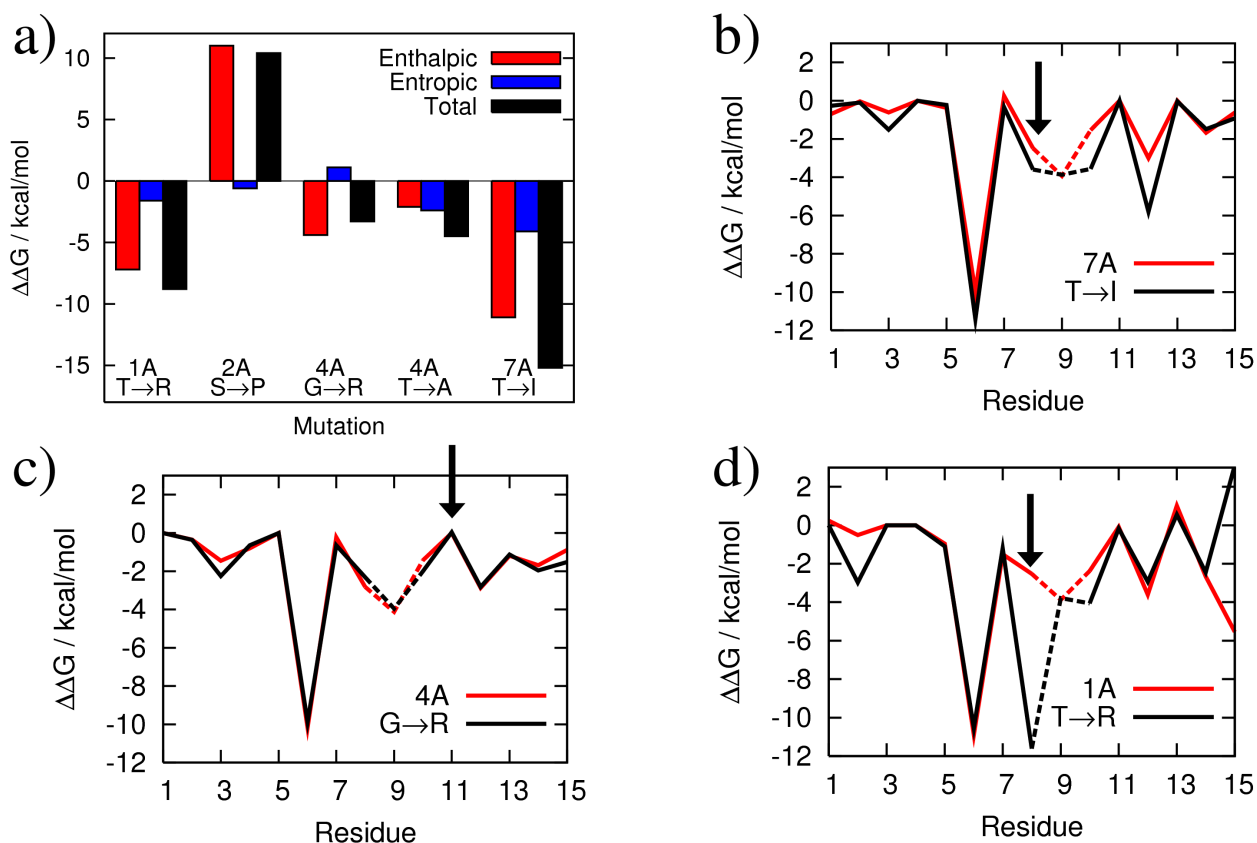 a)
10
5
0
-5
-10
-15
ΔΔG / kcal/mol
Enthalpic
Entropic
Total
1A 2A 4A 4A 7A
T→R S→P G→R T→A T→I
Mutation
b)
2
0
-2
-4
-6
-8
-10
-12
ΔΔG / kcal/mol
7A
T→I
1 3 5 7 9 11 13 15
Residue
c)
2
0
-2
-4
-6
-8
-10
-12
ΔΔG / kcal/mol
4A
G→R
1 3 5 7 9 11 13 15
Residue
d)
2
0
-2
-4
-6
-8
-10
-12
ΔΔG / kcal/mol
1A
T→R
1 3 5 7 9 11 13 15
Residue